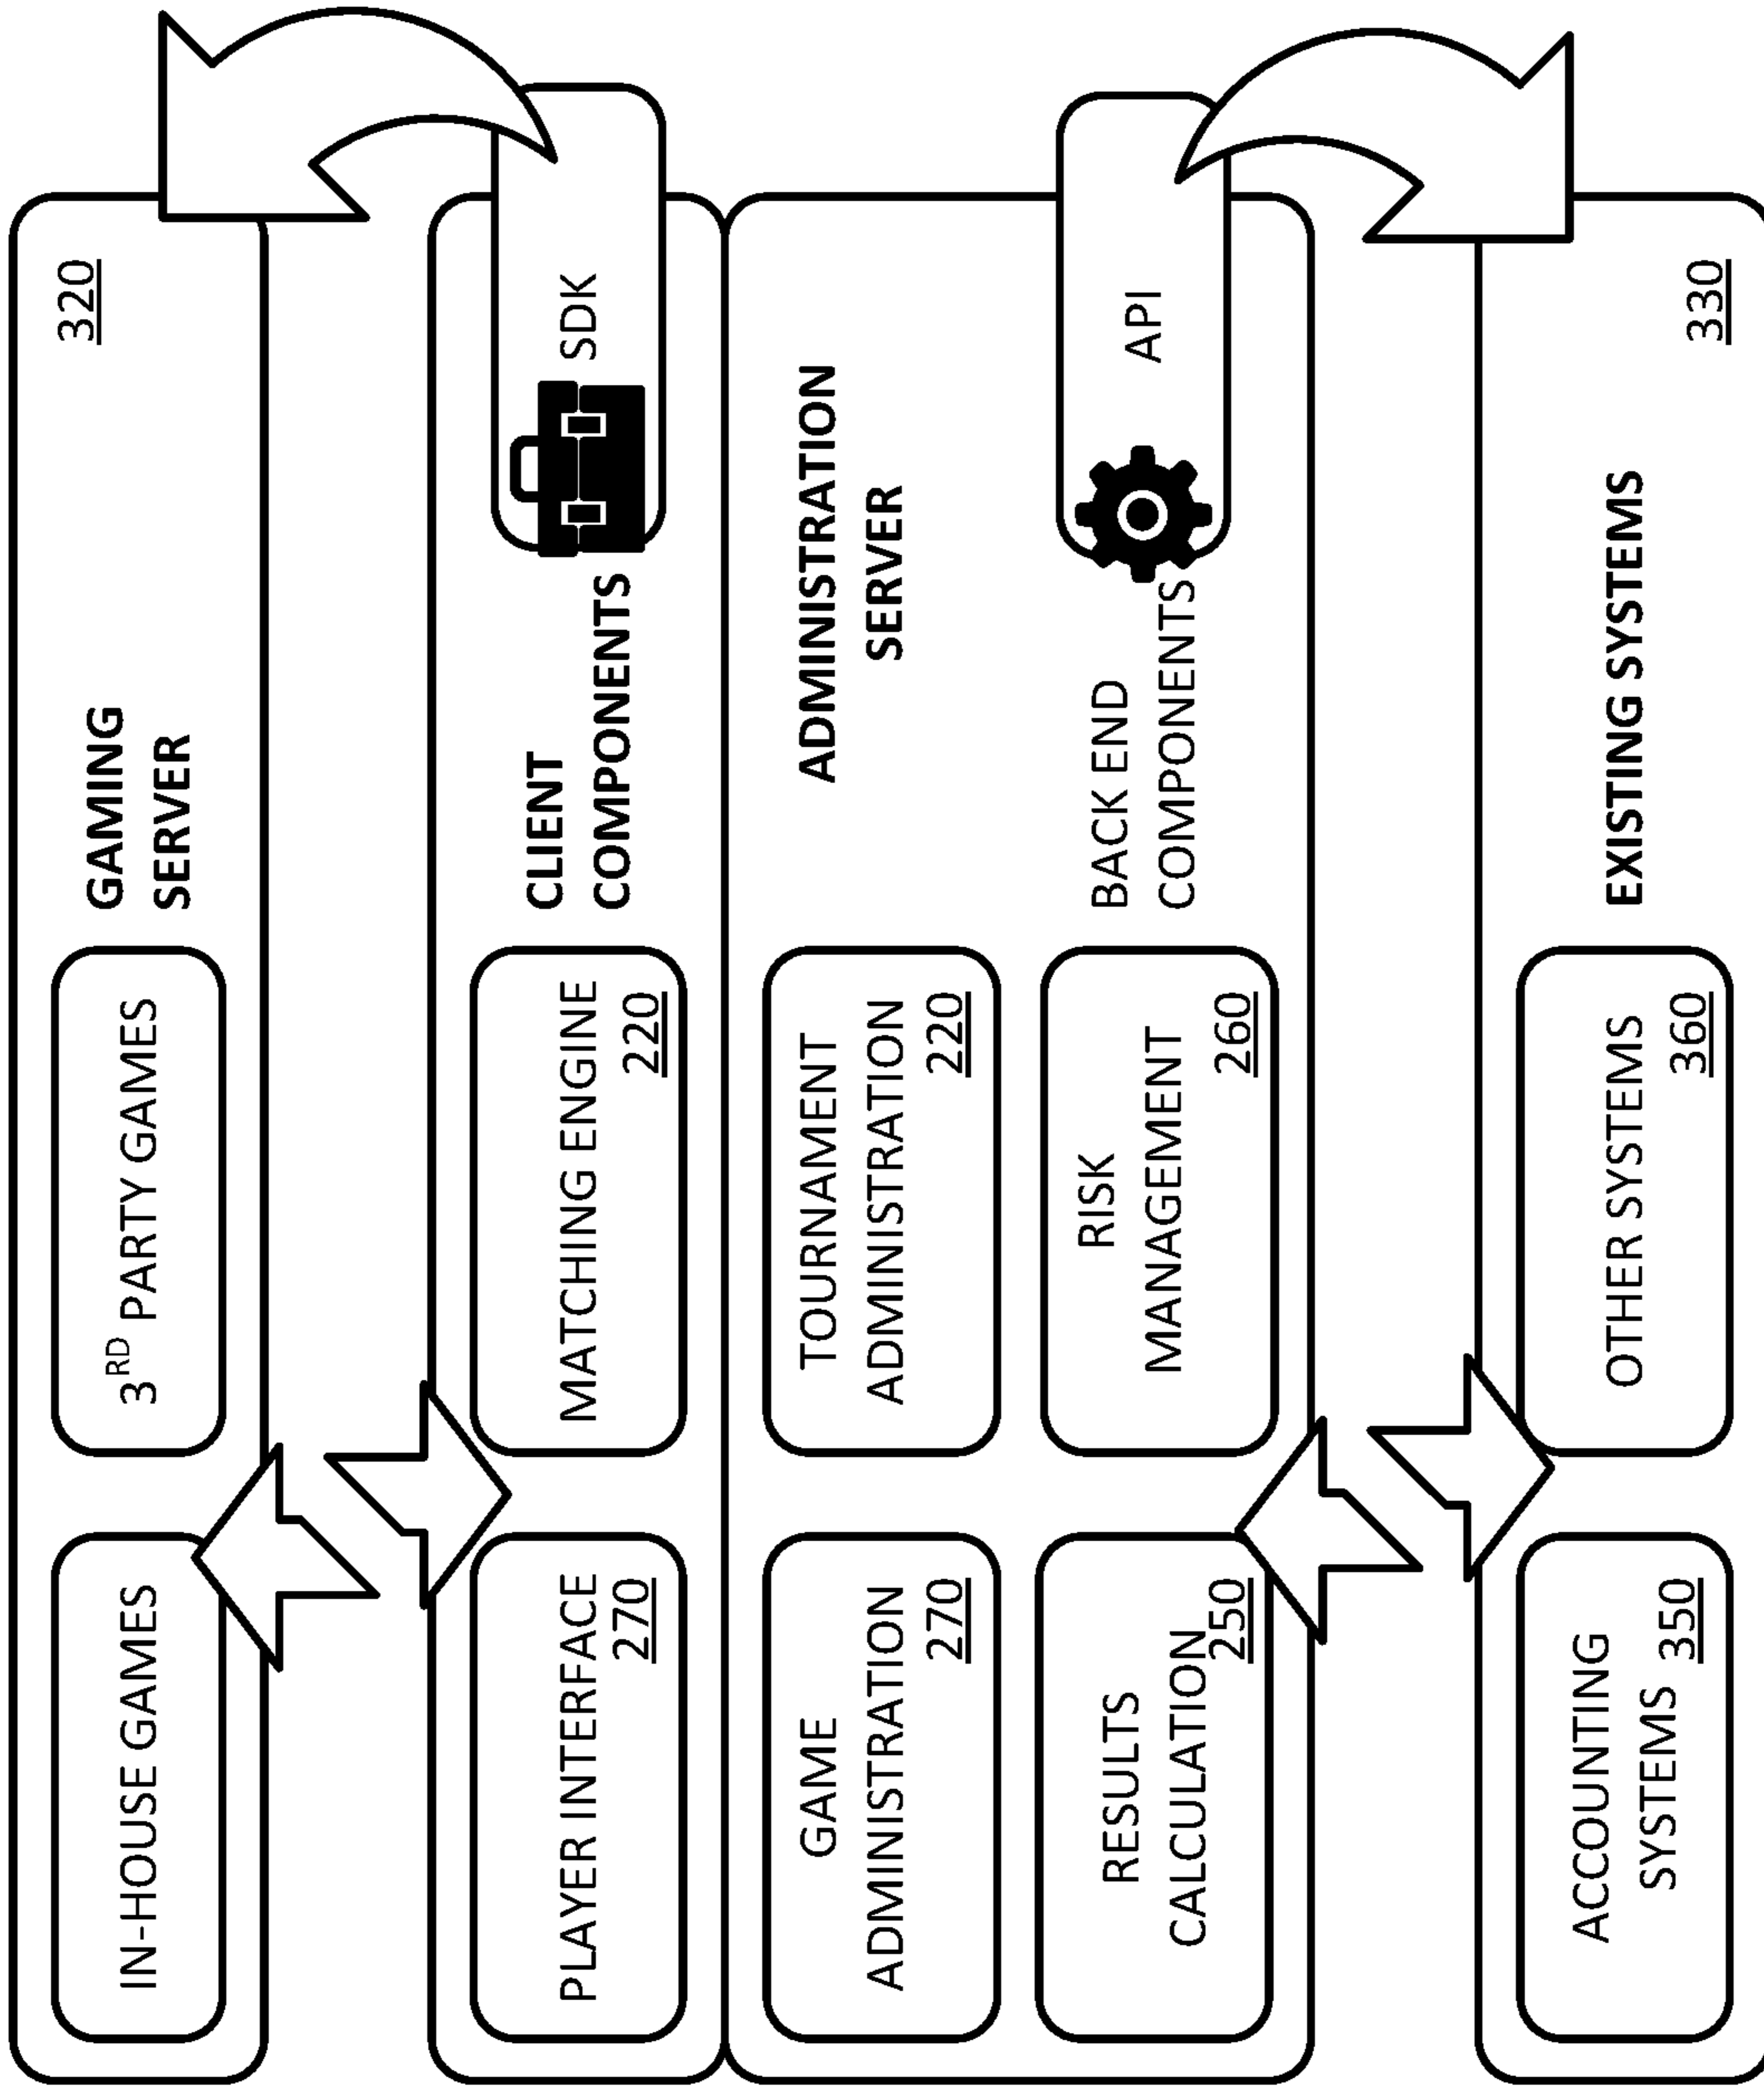 320
IN-HOUSE GAMES
3RD PARTY GAMES
GAMING
SERVER
PLAYER INTERFACE
270
MATCHING ENGINE
220
CLIENT
COMPONENTS
SDK
GAME
ADMINISTRATION
270
TOURNAMENT
ADMINISTRATION
220
ADMINISTRATION
SERVER
RESULTS
CALCULATION
250
RISK
MANAGEMENT
260
BACK END
COMPONENTS
API
ACCOUNTING
SYSTEMS
350
OTHER SYSTEMS
360
EXISTING SYSTEMS
330